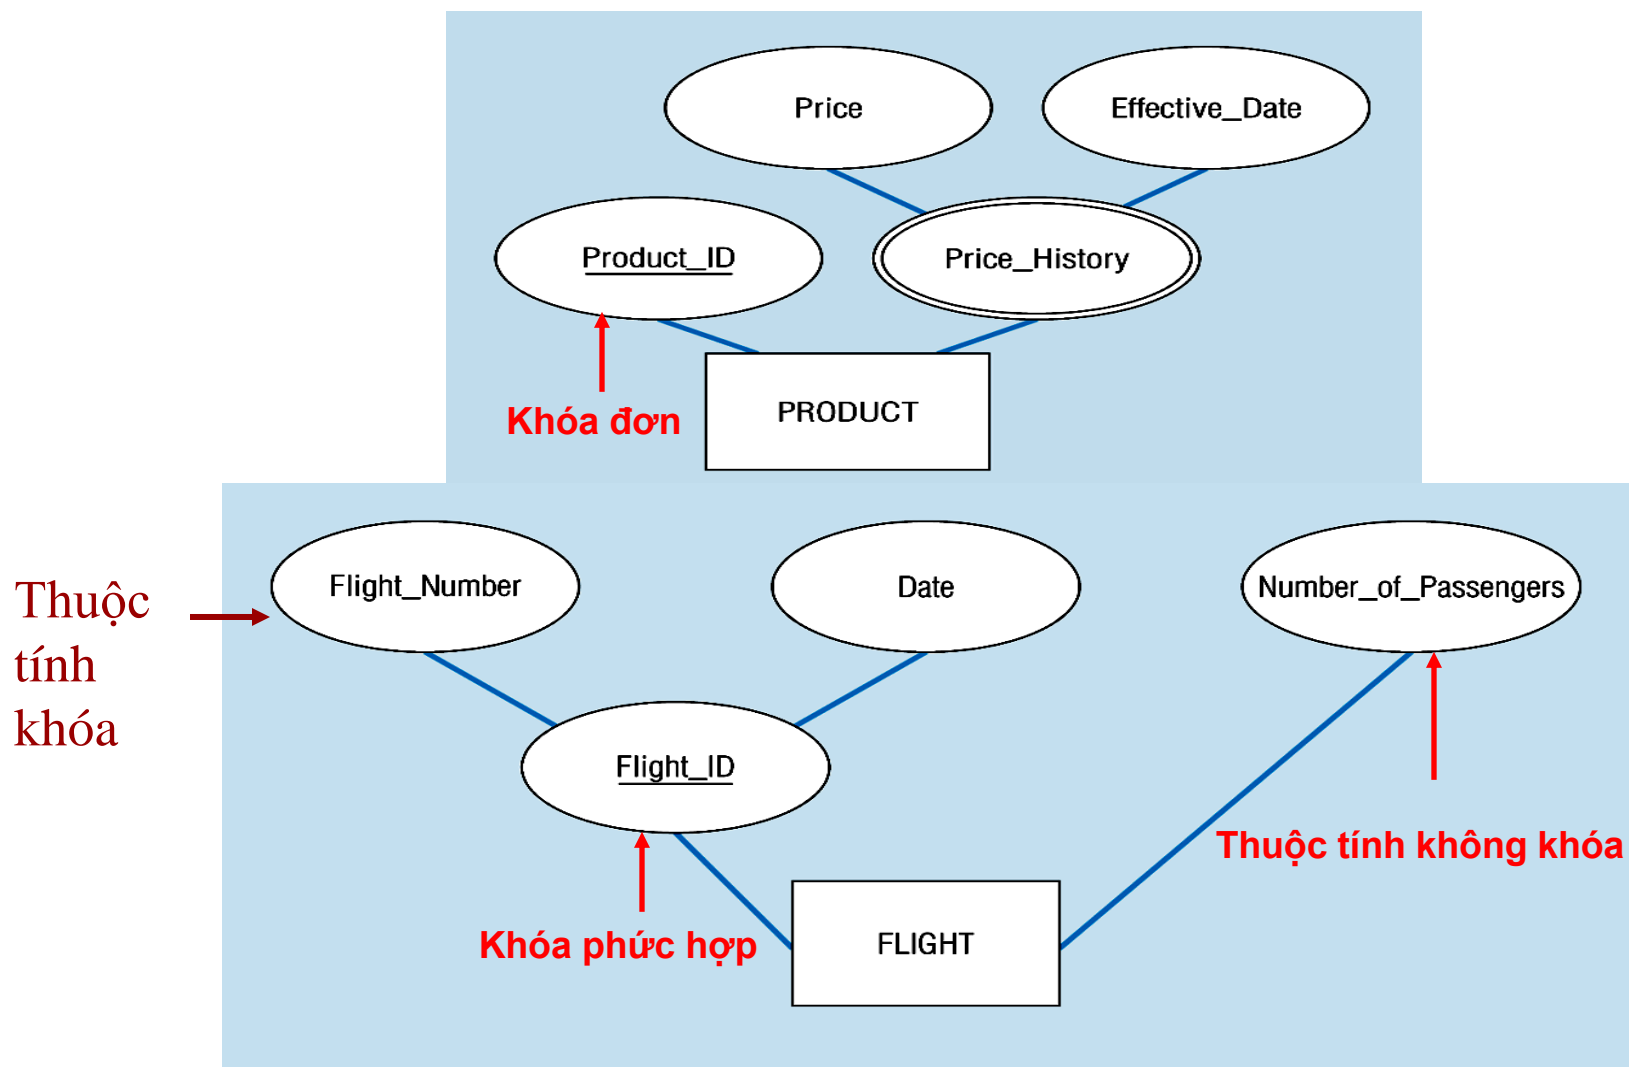 Price
Effective_Date
Product_ID
Price_History
Khóa đơn
PRODUCT
Thuộc
tính
khóa
Flight_Number
Date
Number_of_Passengers
Flight_ID
Thuộc tính không khóa
Khóa phức hợp
FLIGHT